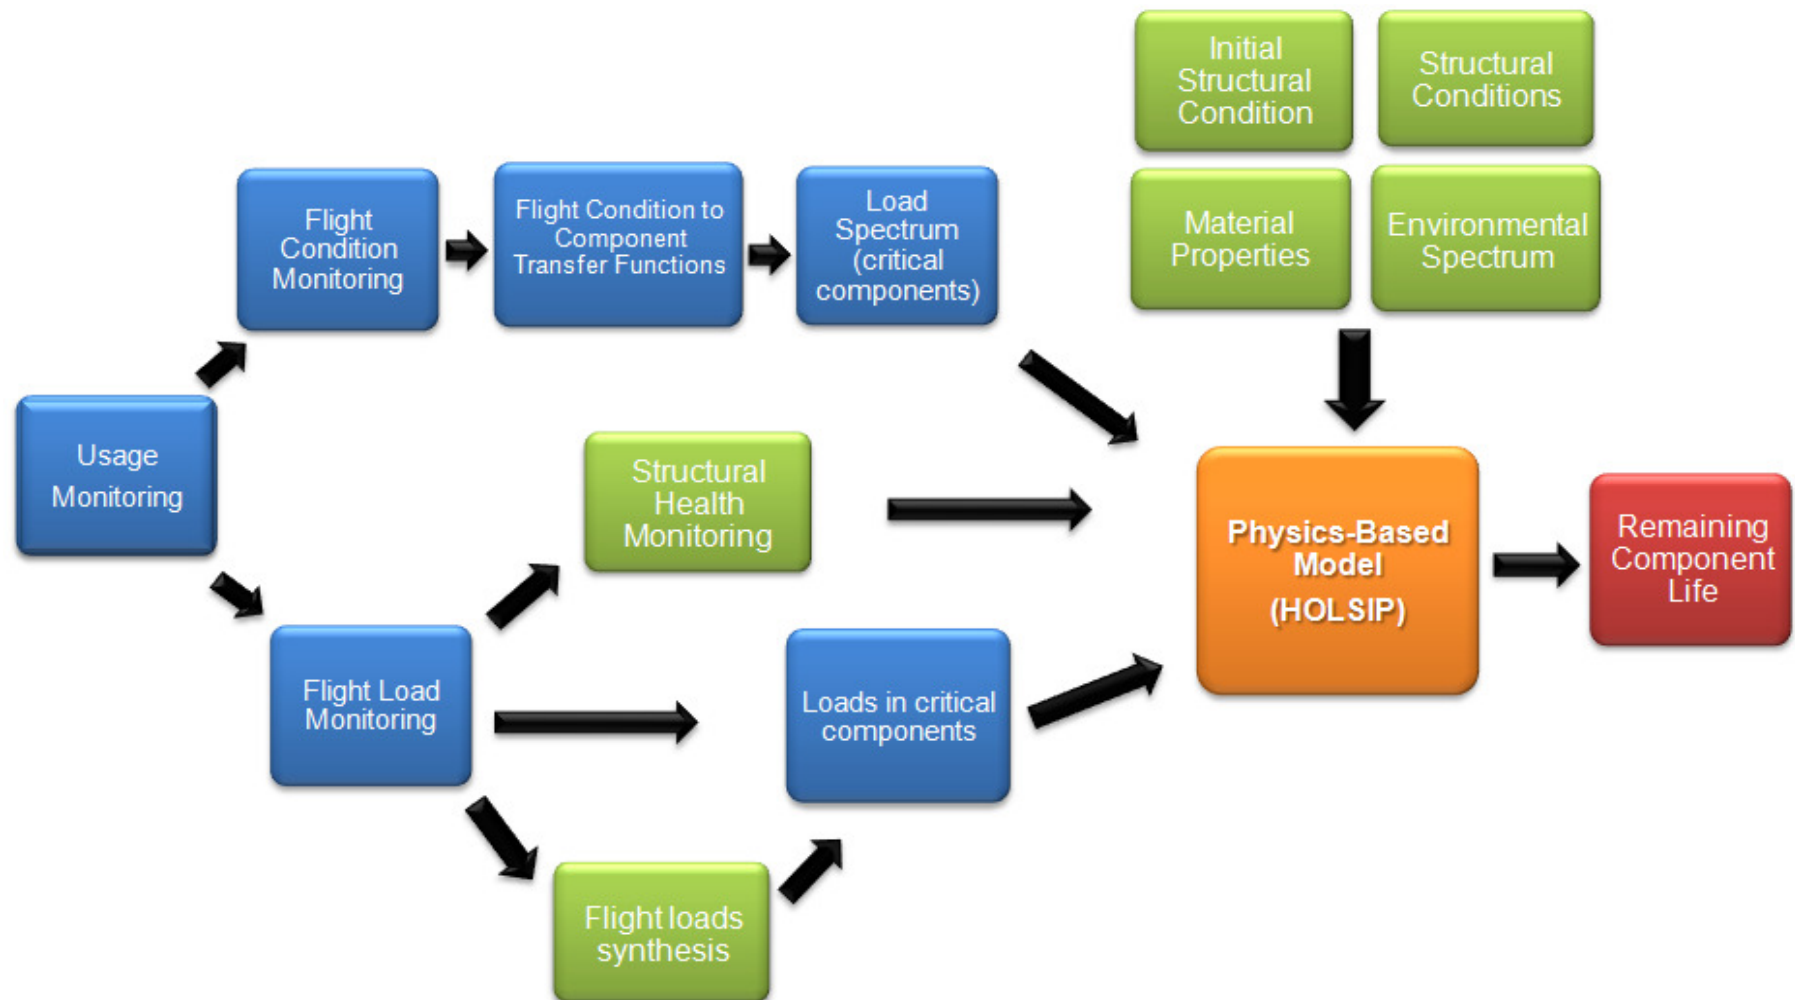 Initial
Structural
Condition
Structural
Conditions
Material
Properties
Environmental
Spectrum
Flight
Condition
Monitoring
Flight Condition to
Component
Transfer Functions
Load
Spectrum
(critical
components)
Usage
Monitoring
Structural
Health
Monitoring
Physics-Based
Model
(HOLSIP)
Remaining
Component
Life
Flight Load
Monitoring
Loads in critical
components
Flight loads
synthesis